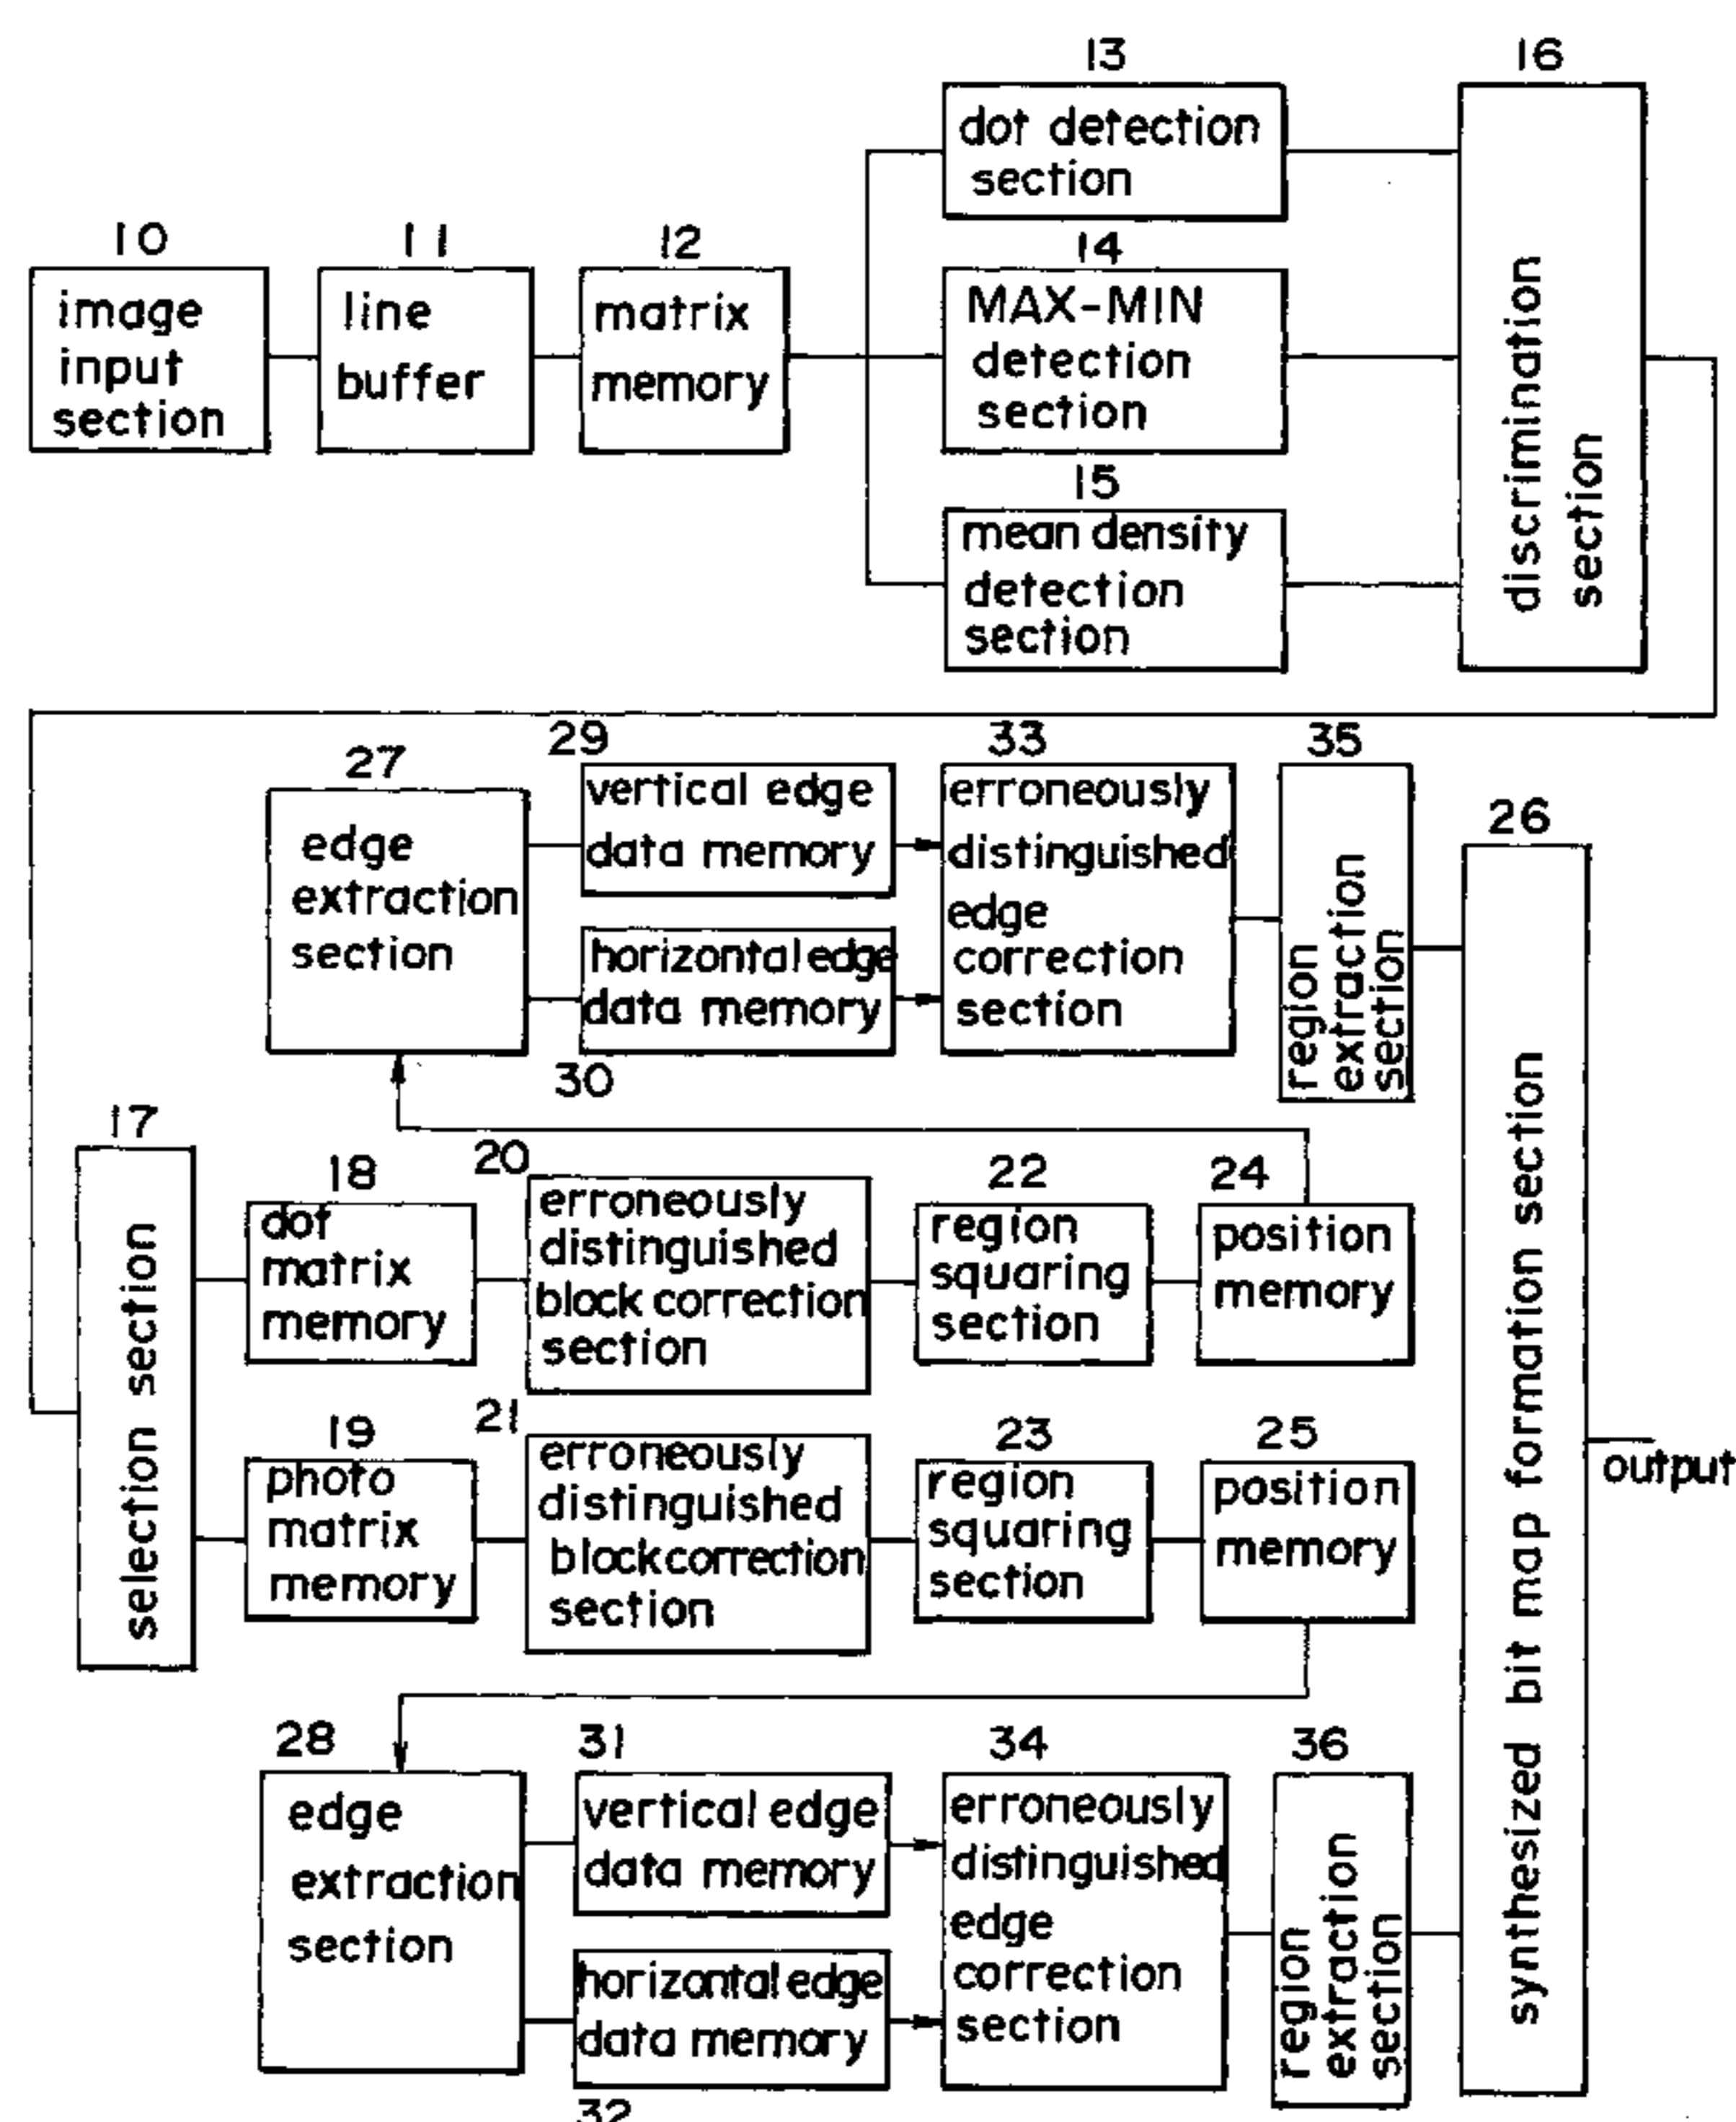 13
dot detection
section
16
discrimination
section
10
image
input
section
11
line
buffer
12
matrix
memory
14
MAX-MIN
detection
section
15
mean density
detection
section
27
edge
extraction
section
29
vertical edge
data memory
horizontal edge
data memory
30
33
erroneously
distinguished
edge
correction
section
35
region
extraction
section
26
synthesized bit map formation section
output
17
selection section
18
dot
matrix
memory
20
erroneously
distinguished
block correction
section
22
region
squaring
section
24
position
memory
19
photo
matrix
memory
21
erroneously
distinguished
block correction
section
23
region
squaring
section
25
position
memory
28
edge
extraction
section
31
vertical edge
data memory
horizontal edge
data memory
32
34
erroneously
distinguished
edge
correction
section
36
region
extraction
section